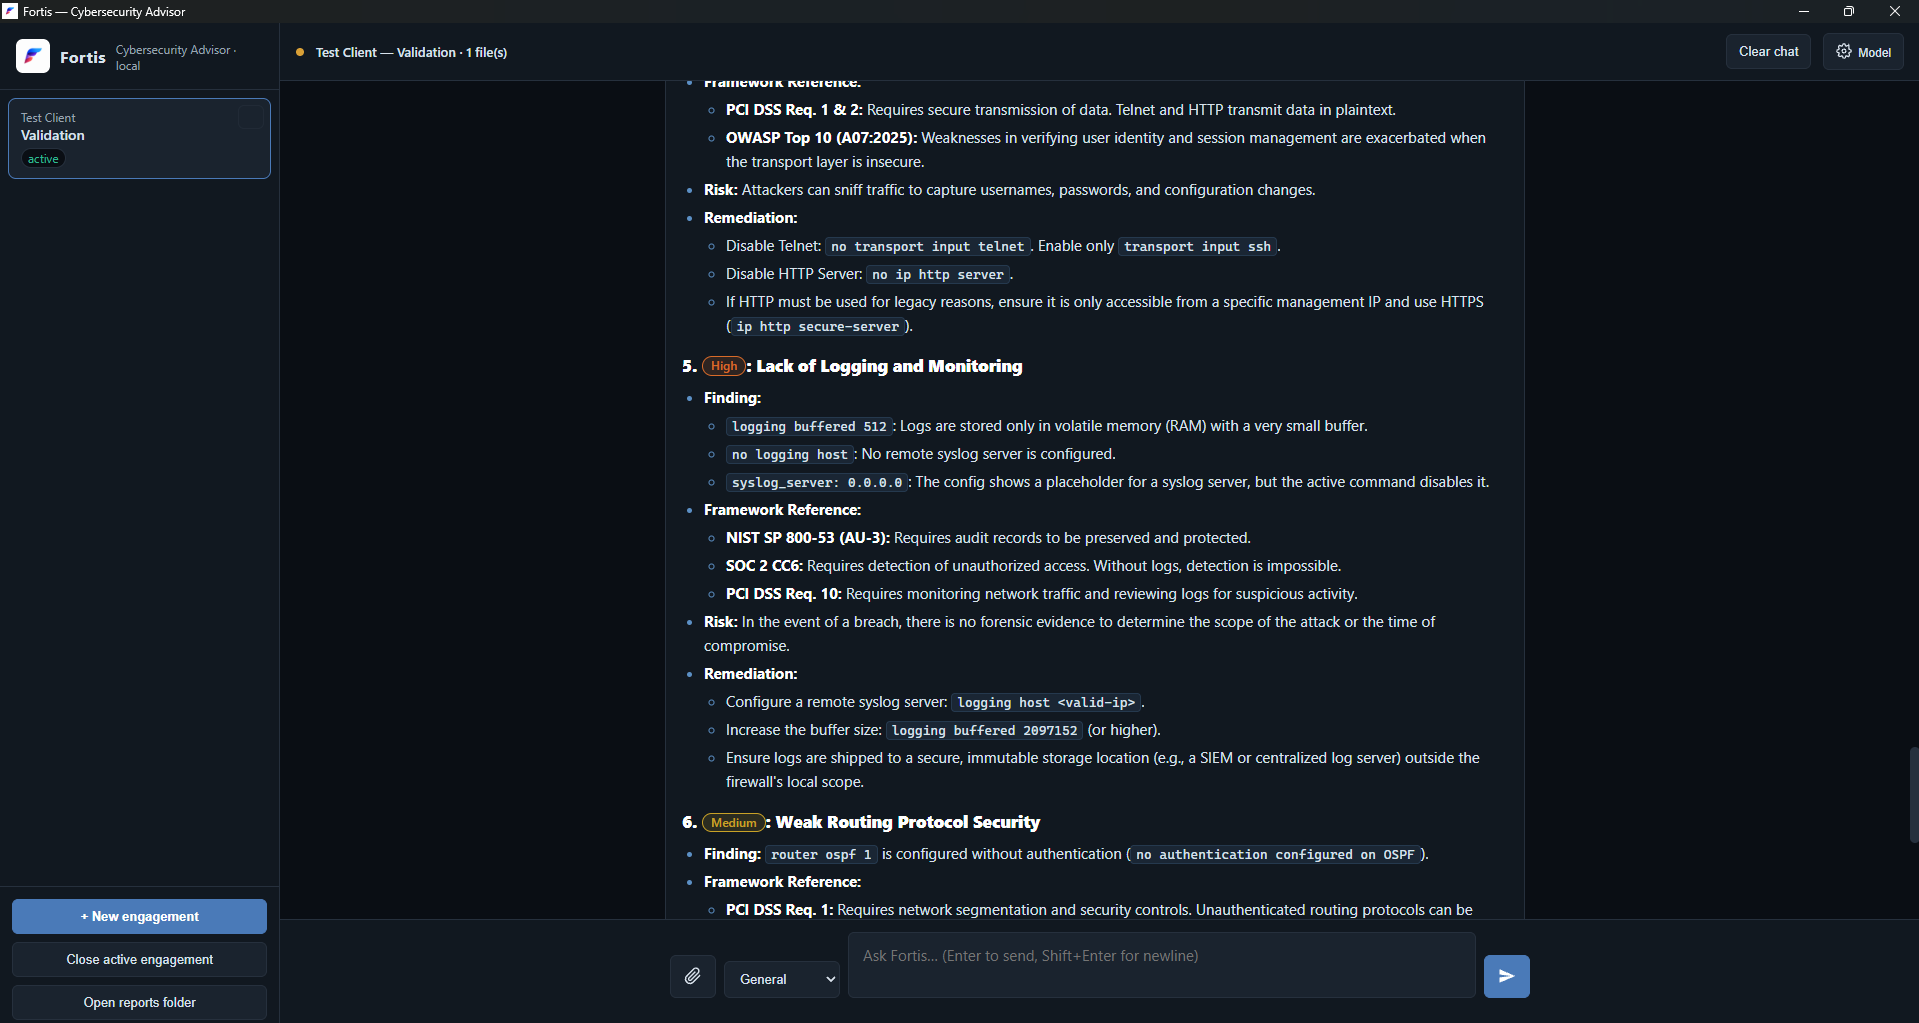 Fortis — Cybersecurity Advisor
Fortis
Cybersecurity Advisor ·
local
Test Client
Validation
active
+ New engagement
Close active engagement
Open reports folder
Test Client — Validation · 1 file(s)
Clear chat
Model
Framework Reference:
PCI DSS Req. 1 & 2: Requires secure transmission of data. Telnet and HTTP transmit data in plaintext.
OWASP Top 10 (A07:2025): Weaknesses in verifying user identity and session management are exacerbated when
the transport layer is insecure.
Risk: Attackers can sniff traffic to capture usernames, passwords, and configuration changes.
Remediation:
Disable Telnet: no transport input telnet. Enable only transport input ssh.
Disable HTTP Server: no ip http server.
If HTTP must be used for legacy reasons, ensure it is only accessible from a specific management IP and use HTTPS
(ip http secure-server).
5. High: Lack of Logging and Monitoring
Finding:
logging buffered 512: Logs are stored only in volatile memory (RAM) with a very small buffer.
no logging host: No remote syslog server is configured.
syslog_server: 0.0.0.0: The config shows a placeholder for a syslog server, but the active command disables it.
Framework Reference:
NIST SP 800-53 (AU-3): Requires audit records to be preserved and protected.
SOC 2 CC6: Requires detection of unauthorized access. Without logs, detection is impossible.
PCI DSS Req. 10: Requires monitoring network traffic and reviewing logs for suspicious activity.
Risk: In the event of a breach, there is no forensic evidence to determine the scope of the attack or the time of
compromise.
Remediation:
Configure a remote syslog server: logging host <valid-ip>.
Increase the buffer size: logging buffered 2097152 (or higher).
Ensure logs are shipped to a secure, immutable storage location (e.g., a SIEM or centralized log server) outside the
firewall's local scope.
6. Medium: Weak Routing Protocol Security
Finding: router ospf 1 is configured without authentication (no authentication configured on OSPF).
Framework Reference:
PCI DSS Req. 1: Requires network segmentation and security controls. Unauthenticated routing protocols can be
General
Ask Fortis... (Enter to send, Shift+Enter for newline)